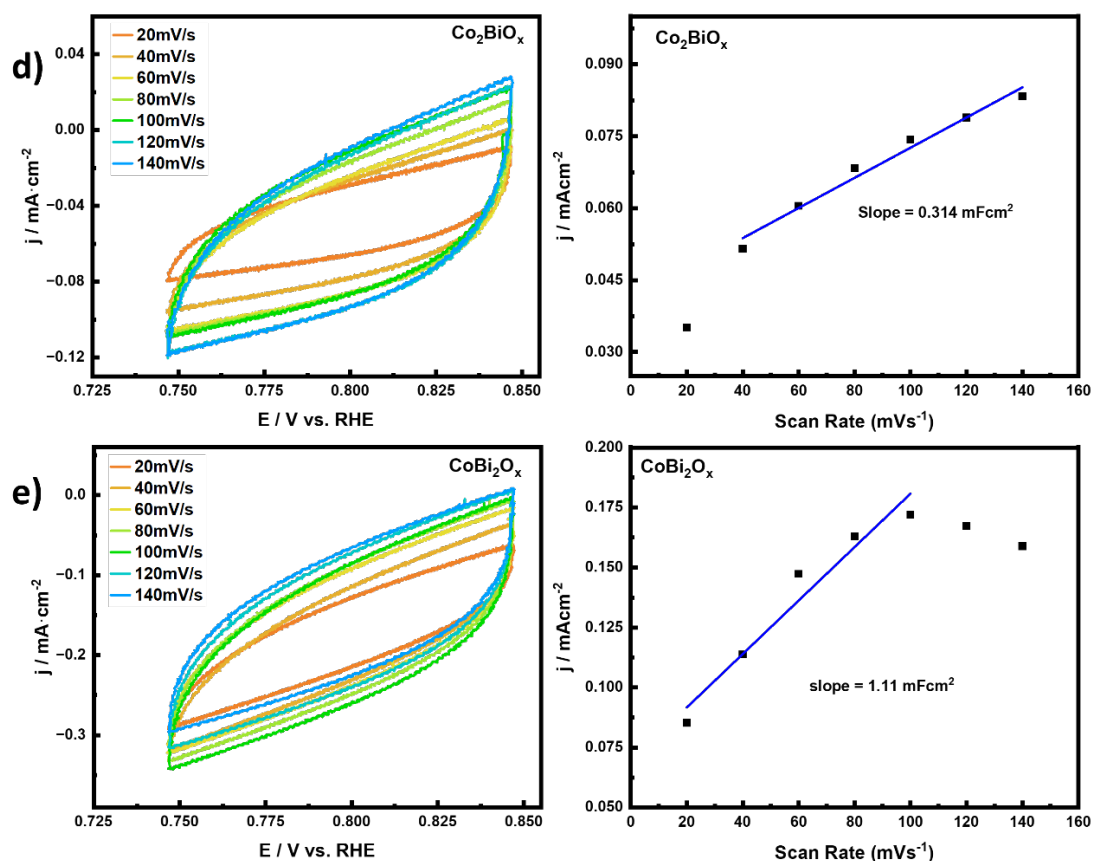 d)
Co₂BiOₓ
20mV/s
40mV/s
60mV/s
80mV/s
100mV/s
120mV/s
140mV/s
0.04
0.00
−0.04
−0.08
−0.12
j / mA·cm⁻²
0.725 0.750 0.775 0.800 0.825 0.850
E / V vs. RHE
Co₂BiOₓ
0.090
0.075
0.060
0.045
0.030
j / mAcm⁻²
Slope = 0.314 mFcm²
0 20 40 60 80 100 120 140 160
Scan Rate (mVs⁻¹)
e)
CoBi₂Oₓ
20mV/s
40mV/s
60mV/s
80mV/s
100mV/s
120mV/s
140mV/s
0.0
−0.1
−0.2
−0.3
j / mA·cm⁻²
0.725 0.750 0.775 0.800 0.825 0.850
E / V vs. RHE
CoBi₂Oₓ
0.200
0.175
0.150
0.125
0.100
0.075
0.050
j / mAcm⁻²
slope = 1.11 mFcm²
0 20 40 60 80 100 120 140 160
Scan Rate (mVs⁻¹)